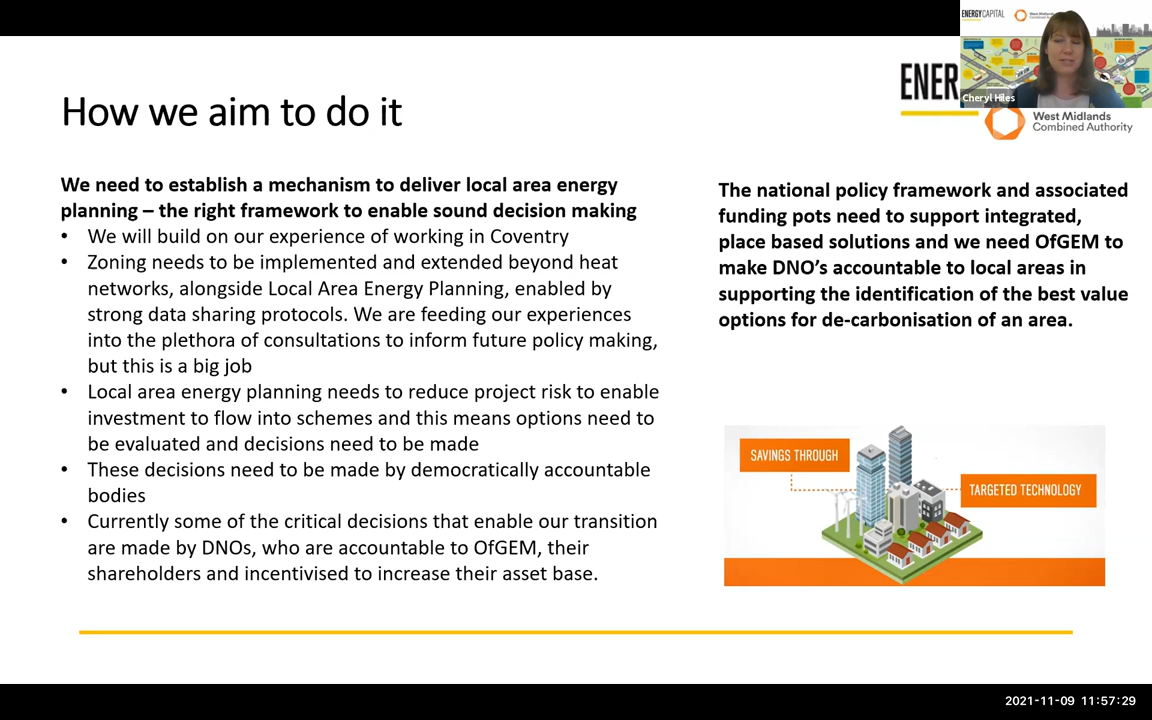 How we aim to do it
We need to establish a mechanism to deliver local area energy
planning – the right framework to enable sound decision making
• We will build on our experience of working in Coventry
• Zoning needs to be implemented and extended beyond heat
networks, alongside Local Area Energy Planning, enabled by
strong data sharing protocols. We are feeding our experiences
into the plethora of consultations to inform future policy making,
but this is a big job
• Local area energy planning needs to reduce project risk to enable
investment to flow into schemes and this means options need to
be evaluated and decisions need to be made
• These decisions need to be made by democratically accountable
bodies
• Currently some of the critical decisions that enable our transition
are made by DNOs, who are accountable to OfGEM, their
shareholders and incentivised to increase their asset base.
ENERGYCAPITAL
Cheryl Hiles
ENER
West Midlands
Combined Authority
The national policy framework and associated
funding pots need to support integrated,
place based solutions and we need OfGEM to
make DNO’s accountable to local areas in
supporting the identification of the best value
options for de-carbonisation of an area.
SAVINGS THROUGH
TARGETED TECHNOLOGY
2021-11-09 11:57:29